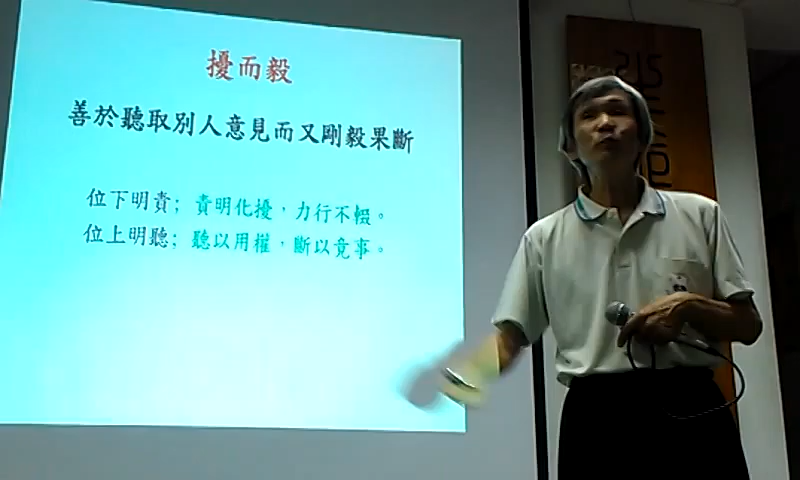 擾而毅
善於聽取別人意見而又剛毅果斷
位下明責；責明化擾，力行不輟。
位上明聽；聽以用權，斷以竟事。